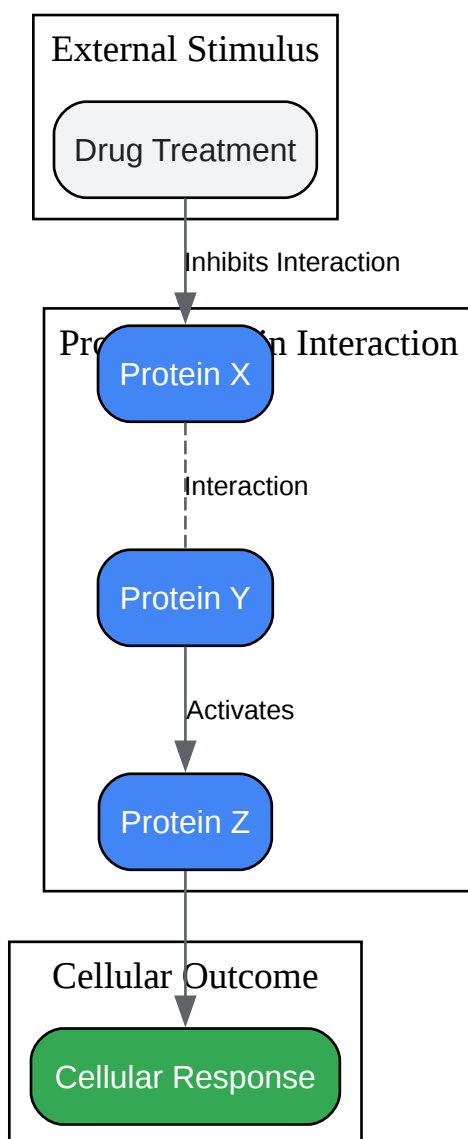 External Stimulus
Drug Treatment
Inhibits Interaction
Pro n Interaction
Protein X
Interaction
Protein Y
Activates
Protein Z
Cellular Outcome
Cellular Response